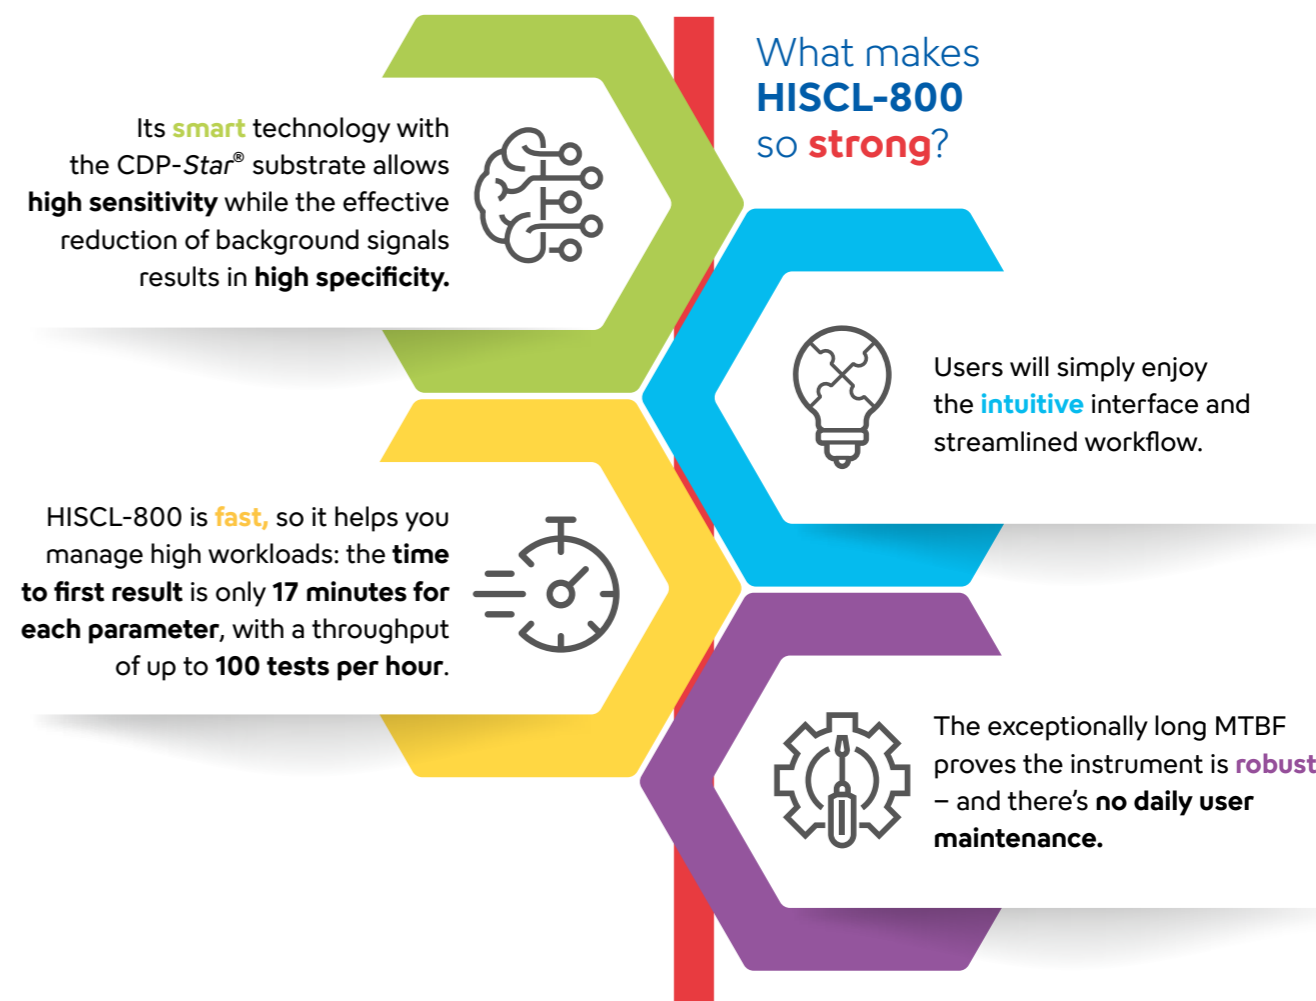 What makes
HISCL-800
so strong?
Its smart technology with
the CDP-Star® substrate allows
high sensitivity while the effective
reduction of background signals
results in high specificity.
Users will simply enjoy
the intuitive interface and
streamlined workflow.
HISCL-800 is fast, so it helps you
manage high workloads: the time
to first result is only 17 minutes for
each parameter, with a throughput
of up to 100 tests per hour.
The exceptionally long MTBF
proves the instrument is robust
– and there’s no daily user
maintenance.